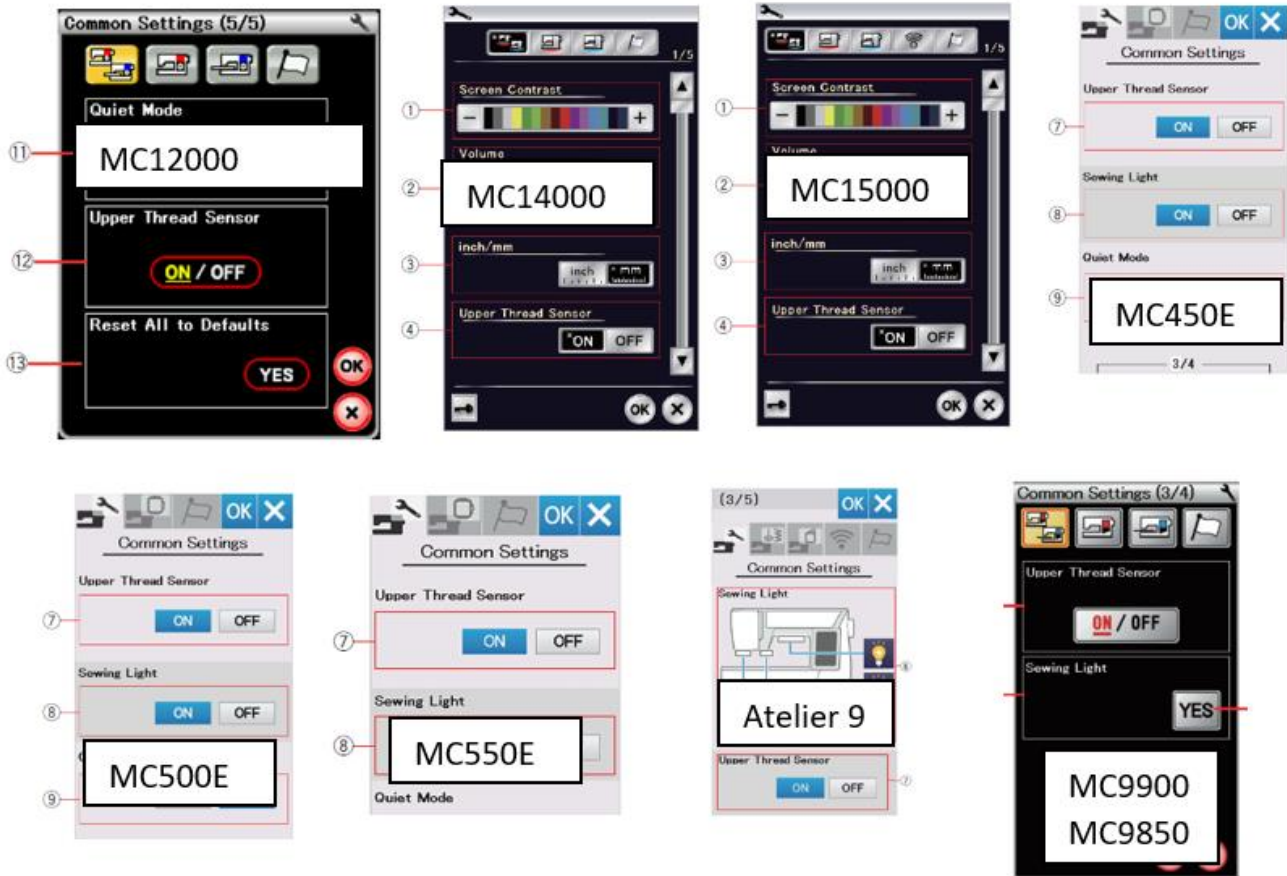 Common Settings (5/5)
Quiet Mode
⑪
MC12000
Upper Thread Sensor
⑫
ON / OFF
Reset All to Defaults
⑬
YES
OK
X
1/5
Screen Contrast
①
− +
Volume
②
MC14000
inch/mm
③
inch mm
Upper Thread Sensor
④
ON OFF
OK X
1/5
Screen Contrast
①
− +
Volume
②
MC15000
inch/mm
③
inch mm
Upper Thread Sensor
④
ON OFF
OK X
OK X
Common Settings
Upper Thread Sensor
⑦
ON OFF
Sewing Light
⑧
ON OFF
Quiet Mode
⑨
MC450E
3/4
OK X
Common Settings
Upper Thread Sensor
⑦
ON OFF
Sewing Light
⑧
ON OFF
MC500E
⑨
OK X
Common Settings
Upper Thread Sensor
⑦
ON OFF
Sewing Light
⑧
MC550E
Quiet Mode
(3/5) OK X
Common Settings
Sewing Light
⑥
Atelier 9
Upper Thread Sensor
⑦
ON OFF
Common Settings (3/4)
Upper Thread Sensor
ON / OFF
Sewing Light
YES
MC9900
MC9850